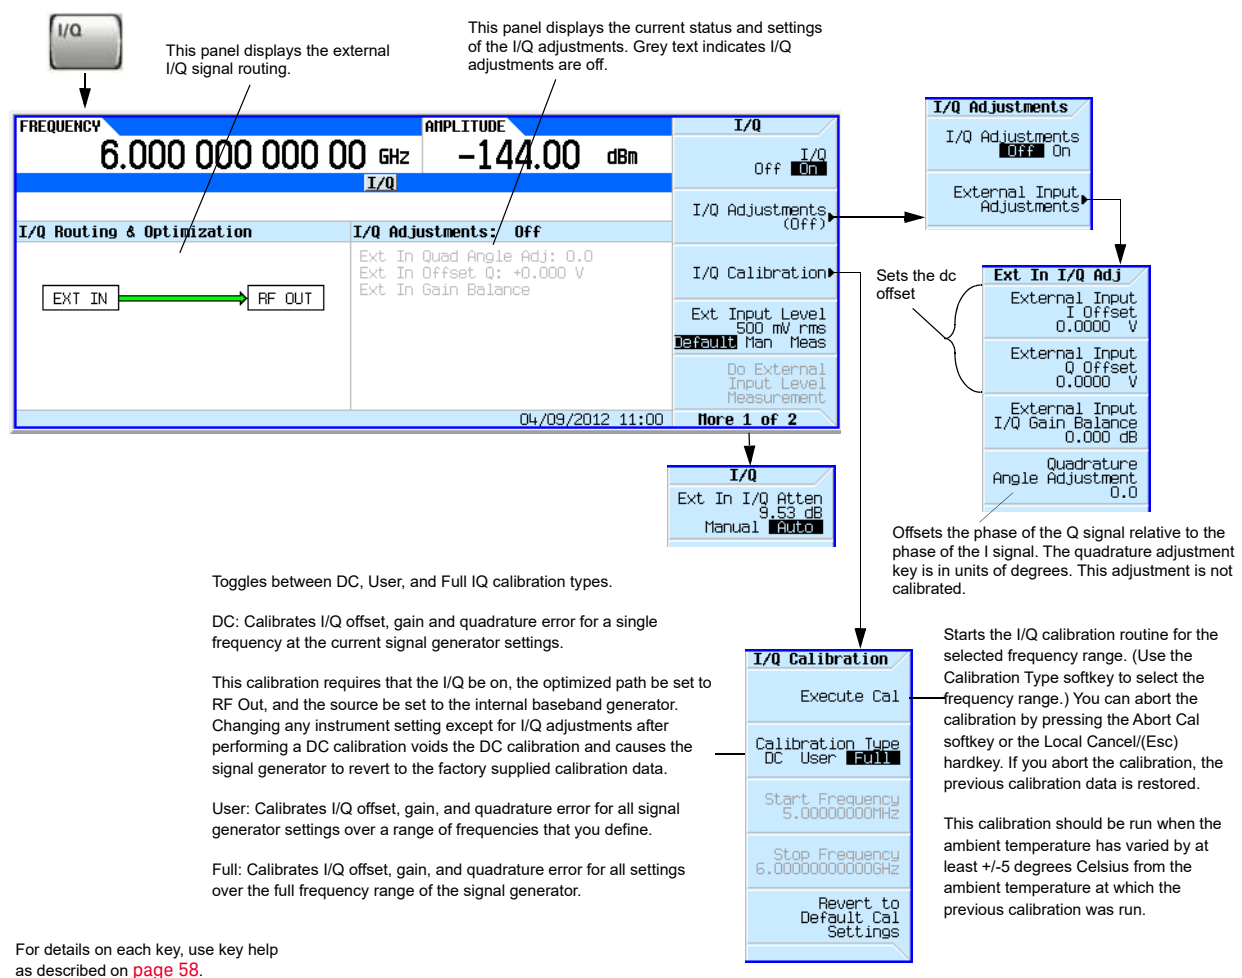 I/Q
This panel displays the external
I/Q signal routing.
This panel displays the current status and settings
of the I/Q adjustments. Grey text indicates I/Q
adjustments are off.
FREQUENCY
6.000 000 000 00 GHz
AMPLITUDE
-144.00 dBm
I/Q
I/Q Routing & Optimization
EXT IN
RF OUT
I/Q Adjustments: Off
Ext In Quad Angle Adj: 0.0
Ext In Offset Q: +0.000 V
Ext In Gain Balance
04/09/2012 11:00
I/Q
I/Q
Off On
I/Q Adjustments
(Off)
I/Q Calibration
Ext Input Level
500 mV rms
Default Man Meas
Do External
Input Level
Measurement
More 1 of 2
I/Q Adjustments
I/Q Adjustments
Off On
External Input
Adjustments
Sets the dc
offset
Ext In I/Q Adj
External Input
I Offset
0.0000 V
External Input
Q Offset
0.0000 V
External Input
I/Q Gain Balance
0.000 dB
Quadrature
Angle Adjustment
0.0
I/Q
Ext In I/Q Atten
9.53 dB
Manual Auto
Offsets the phase of the Q signal relative to the
phase of the I signal. The quadrature adjustment
key is in units of degrees. This adjustment is not
calibrated.
Toggles between DC, User, and Full IQ calibration types.
DC: Calibrates I/Q offset, gain and quadrature error for a single
frequency at the current signal generator settings.
This calibration requires that the I/Q be on, the optimized path be set to
RF Out, and the source be set to the internal baseband generator.
Changing any instrument setting except for I/Q adjustments after
performing a DC calibration voids the DC calibration and causes the
signal generator to revert to the factory supplied calibration data.
User: Calibrates I/Q offset, gain, and quadrature error for all signal
generator settings over a range of frequencies that you define.
Full: Calibrates I/Q offset, gain, and quadrature error for all settings
over the full frequency range of the signal generator.
I/Q Calibration
Execute Cal
Calibration Type
DC User Full
Start Frequency
5.00000000MHz
Stop Frequency
6.00000000000GHz
Revert to
Default Cal
Settings
Starts the I/Q calibration routine for the
selected frequency range. (Use the
Calibration Type softkey to select the
frequency range.) You can abort the
calibration by pressing the Abort Cal
softkey or the Local Cancel/(Esc)
hardkey. If you abort the calibration, the
previous calibration data is restored.
This calibration should be run when the
ambient temperature has varied by at
least +/-5 degrees Celsius from the
ambient temperature at which the
previous calibration was run.
For details on each key, use key help
as described on page 58.